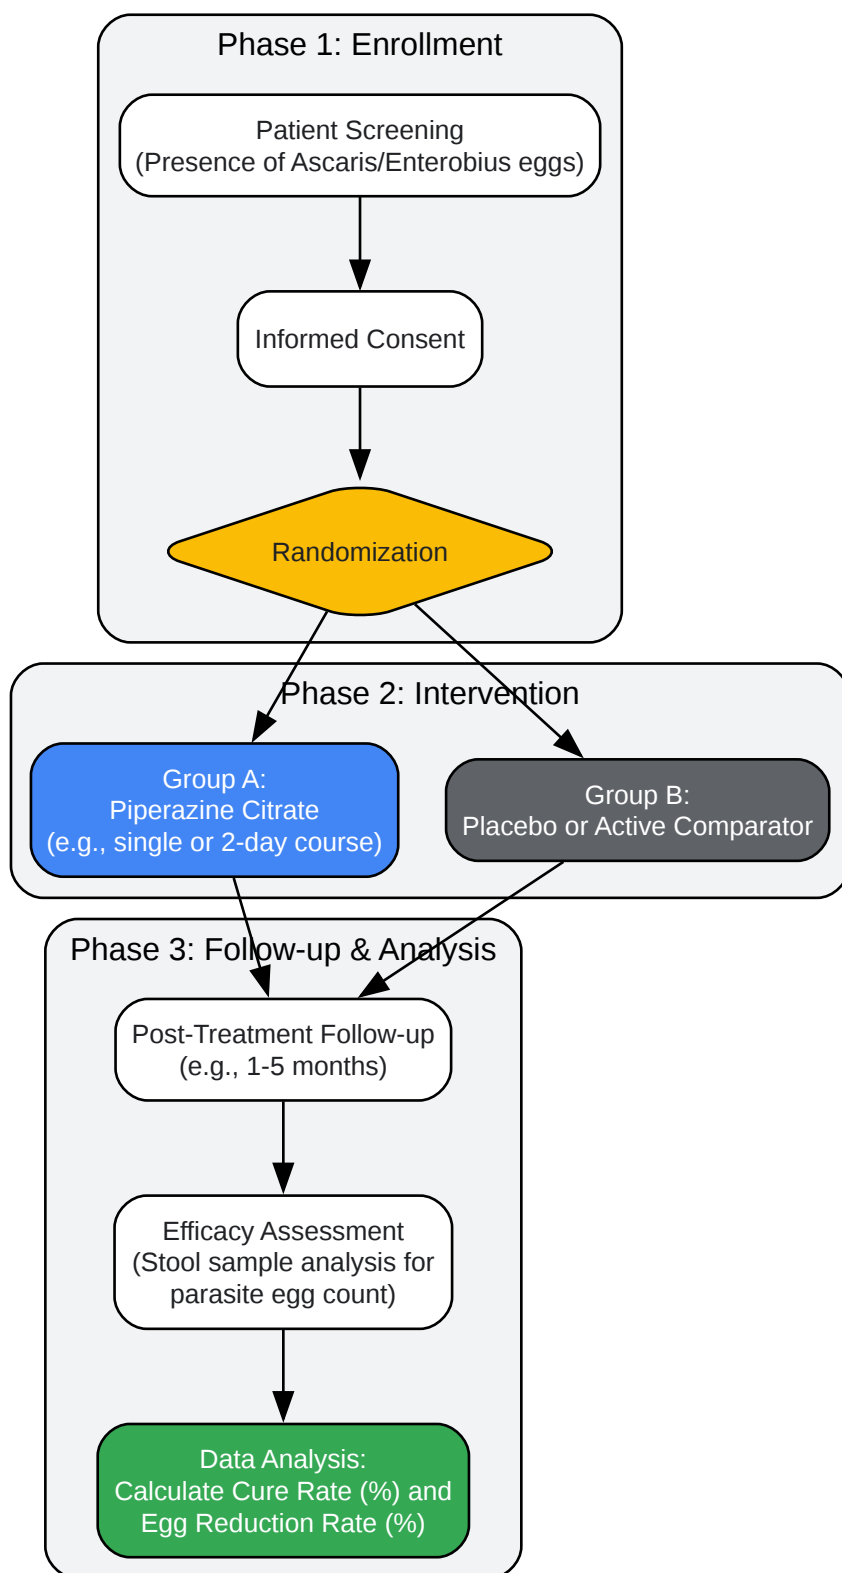 Phase 1: Enrollment
Patient Screening
(Presence of Ascaris/Enterobius eggs)
Informed Consent
Randomization
Phase 2: Intervention
Group A:
Piperazine Citrate
(e.g., single or 2-day course)
Group B:
Placebo or Active Comparator
Phase 3: Follow-up & Analysis
Post-Treatment Follow-up
(e.g., 1-5 months)
Efficacy Assessment
(Stool sample analysis for
parasite egg count)
Data Analysis:
Calculate Cure Rate (%) and
Egg Reduction Rate (%)